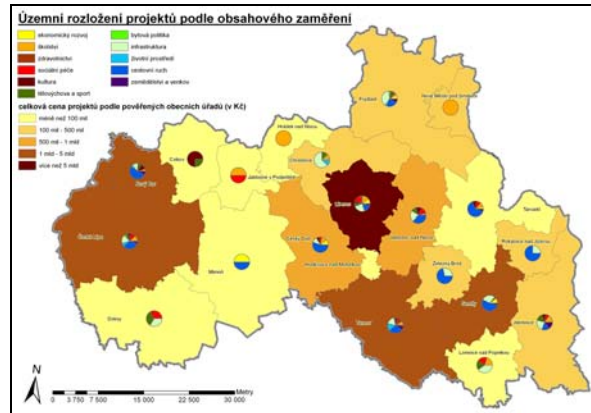 Územní rozložení projektů podle obsahového zaměření
ekonomický rozvoj
školství
zdravotnictví
sociální péče
kultura
tělovýchova a sport
bytová politika
infrastruktura
životní prostředí
cestovní ruch
zemědělství a venkov
celková cena projektů podle pověřených obecních úřadů (v Kč)
méně než 100 mil
100 mil - 500 mil
500 mil - 1 mld
1 mld - 5 mld
více než 5 mld
Frýdlant
Nové Město pod Smrkem
Hrádek nad Nisou
Chrastava
Cvikov
Jablonné v Podještědí
Nový Bor
Liberec
Tanvald
Česká Lípa
Jablonec nad Nisou
Český Dub
Rokytnice nad Jizerou
Mimoň
Hodkovice nad Mohelkou
Železný Brod
Semily
Doksy
Turnov
Jilemnice
Lomnice nad Popelkou
N
0 3 750 7 500 15 000 22 500 30 000
Metry